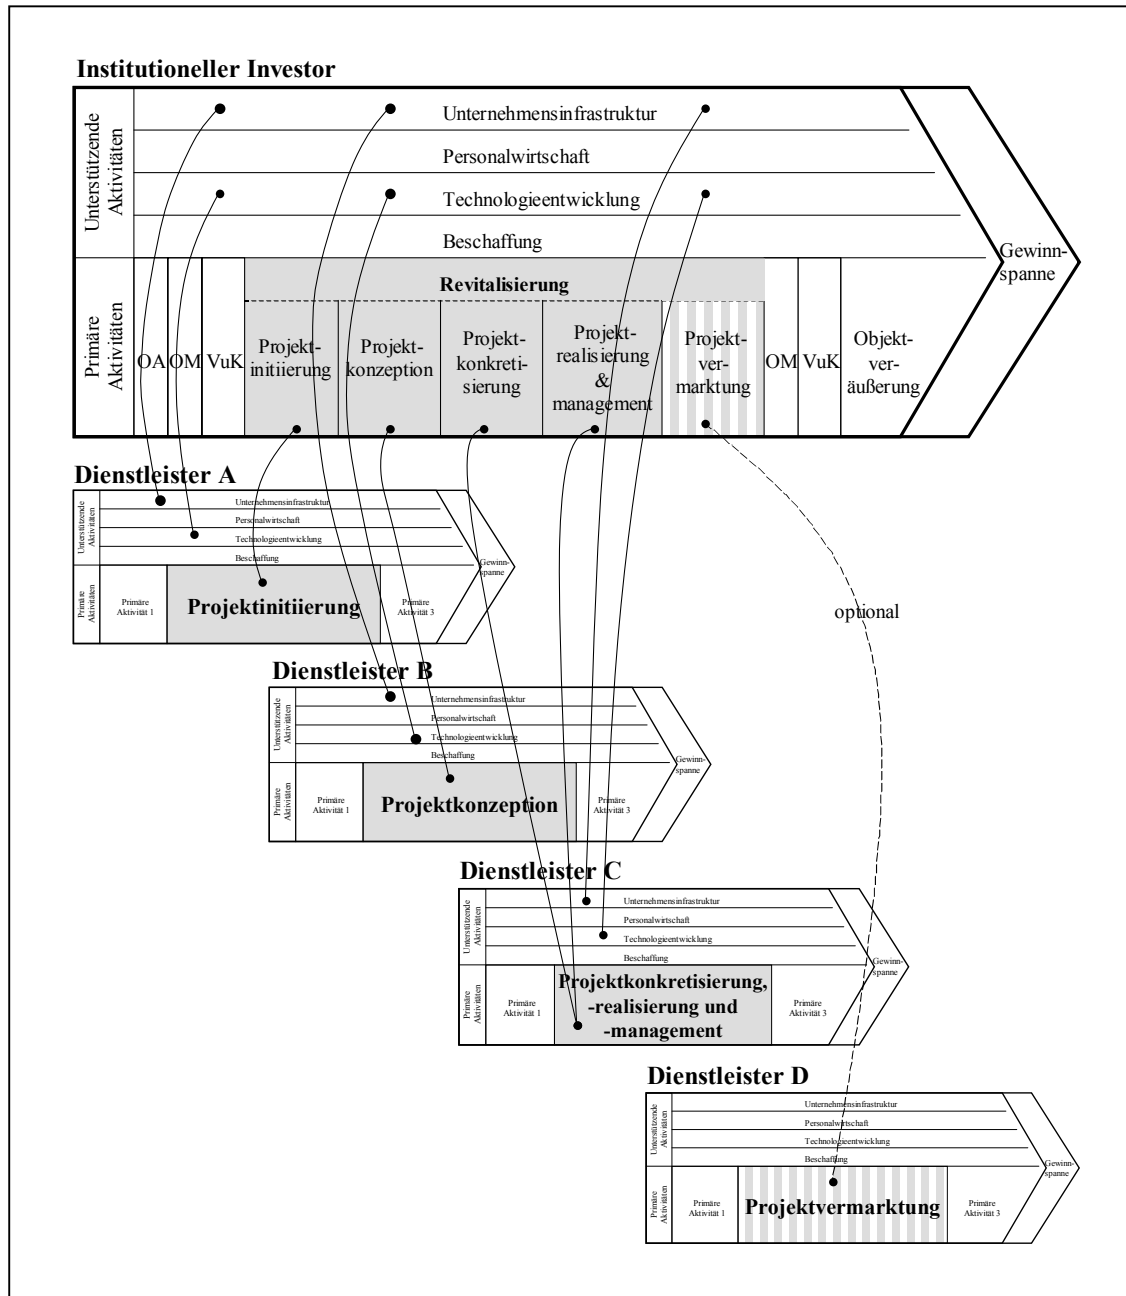 Institutioneller Investor
Unterstützende
Aktivitäten
Unternehmensinfrastruktur
Personalwirtschaft
Technologieentwicklung
Beschaffung
Gewinn-
spanne
Primäre
Aktivitäten
OA
OM
VuK
Revitalisierung
Projekt-
initiierung
Projekt-
konzeption
Projekt-
konkreti-
sierung
Projekt-
realisierung
&
management
Projekt-
ver-
marktung
OM
VuK
Objekt-
ver-
äußerung
Dienstleister A
Unterstützende
Aktivitäten
Unternehmensinfrastruktur
Personalwirtschaft
Technologieentwicklung
Beschaffung
Gewinn-
spanne
Primäre
Aktivitäten
Primäre
Aktivität 1
Projektinitiierung
Primäre
Aktivität 3
optional
Dienstleister B
Unterstützende
Aktivitäten
Unternehmensinfrastruktur
Personalwirtschaft
Technologieentwicklung
Beschaffung
Gewinn-
spanne
Primäre
Aktivitäten
Primäre
Aktivität 1
Projektkonzeption
Primäre
Aktivität 3
Dienstleister C
Unterstützende
Aktivitäten
Unternehmensinfrastruktur
Personalwirtschaft
Technologieentwicklung
Beschaffung
Gewinn-
spanne
Primäre
Aktivitäten
Primäre
Aktivität 1
Projektkonkretisierung,
-realisierung und
-management
Primäre
Aktivität 3
Dienstleister D
Unterstützende
Aktivitäten
Unternehmensinfrastruktur
Personalwirtschaft
Technologieentwicklung
Beschaffung
Gewinn-
spanne
Primäre
Aktivitäten
Primäre
Aktivität 1
Projektvermarktung
Primäre
Aktivität 3